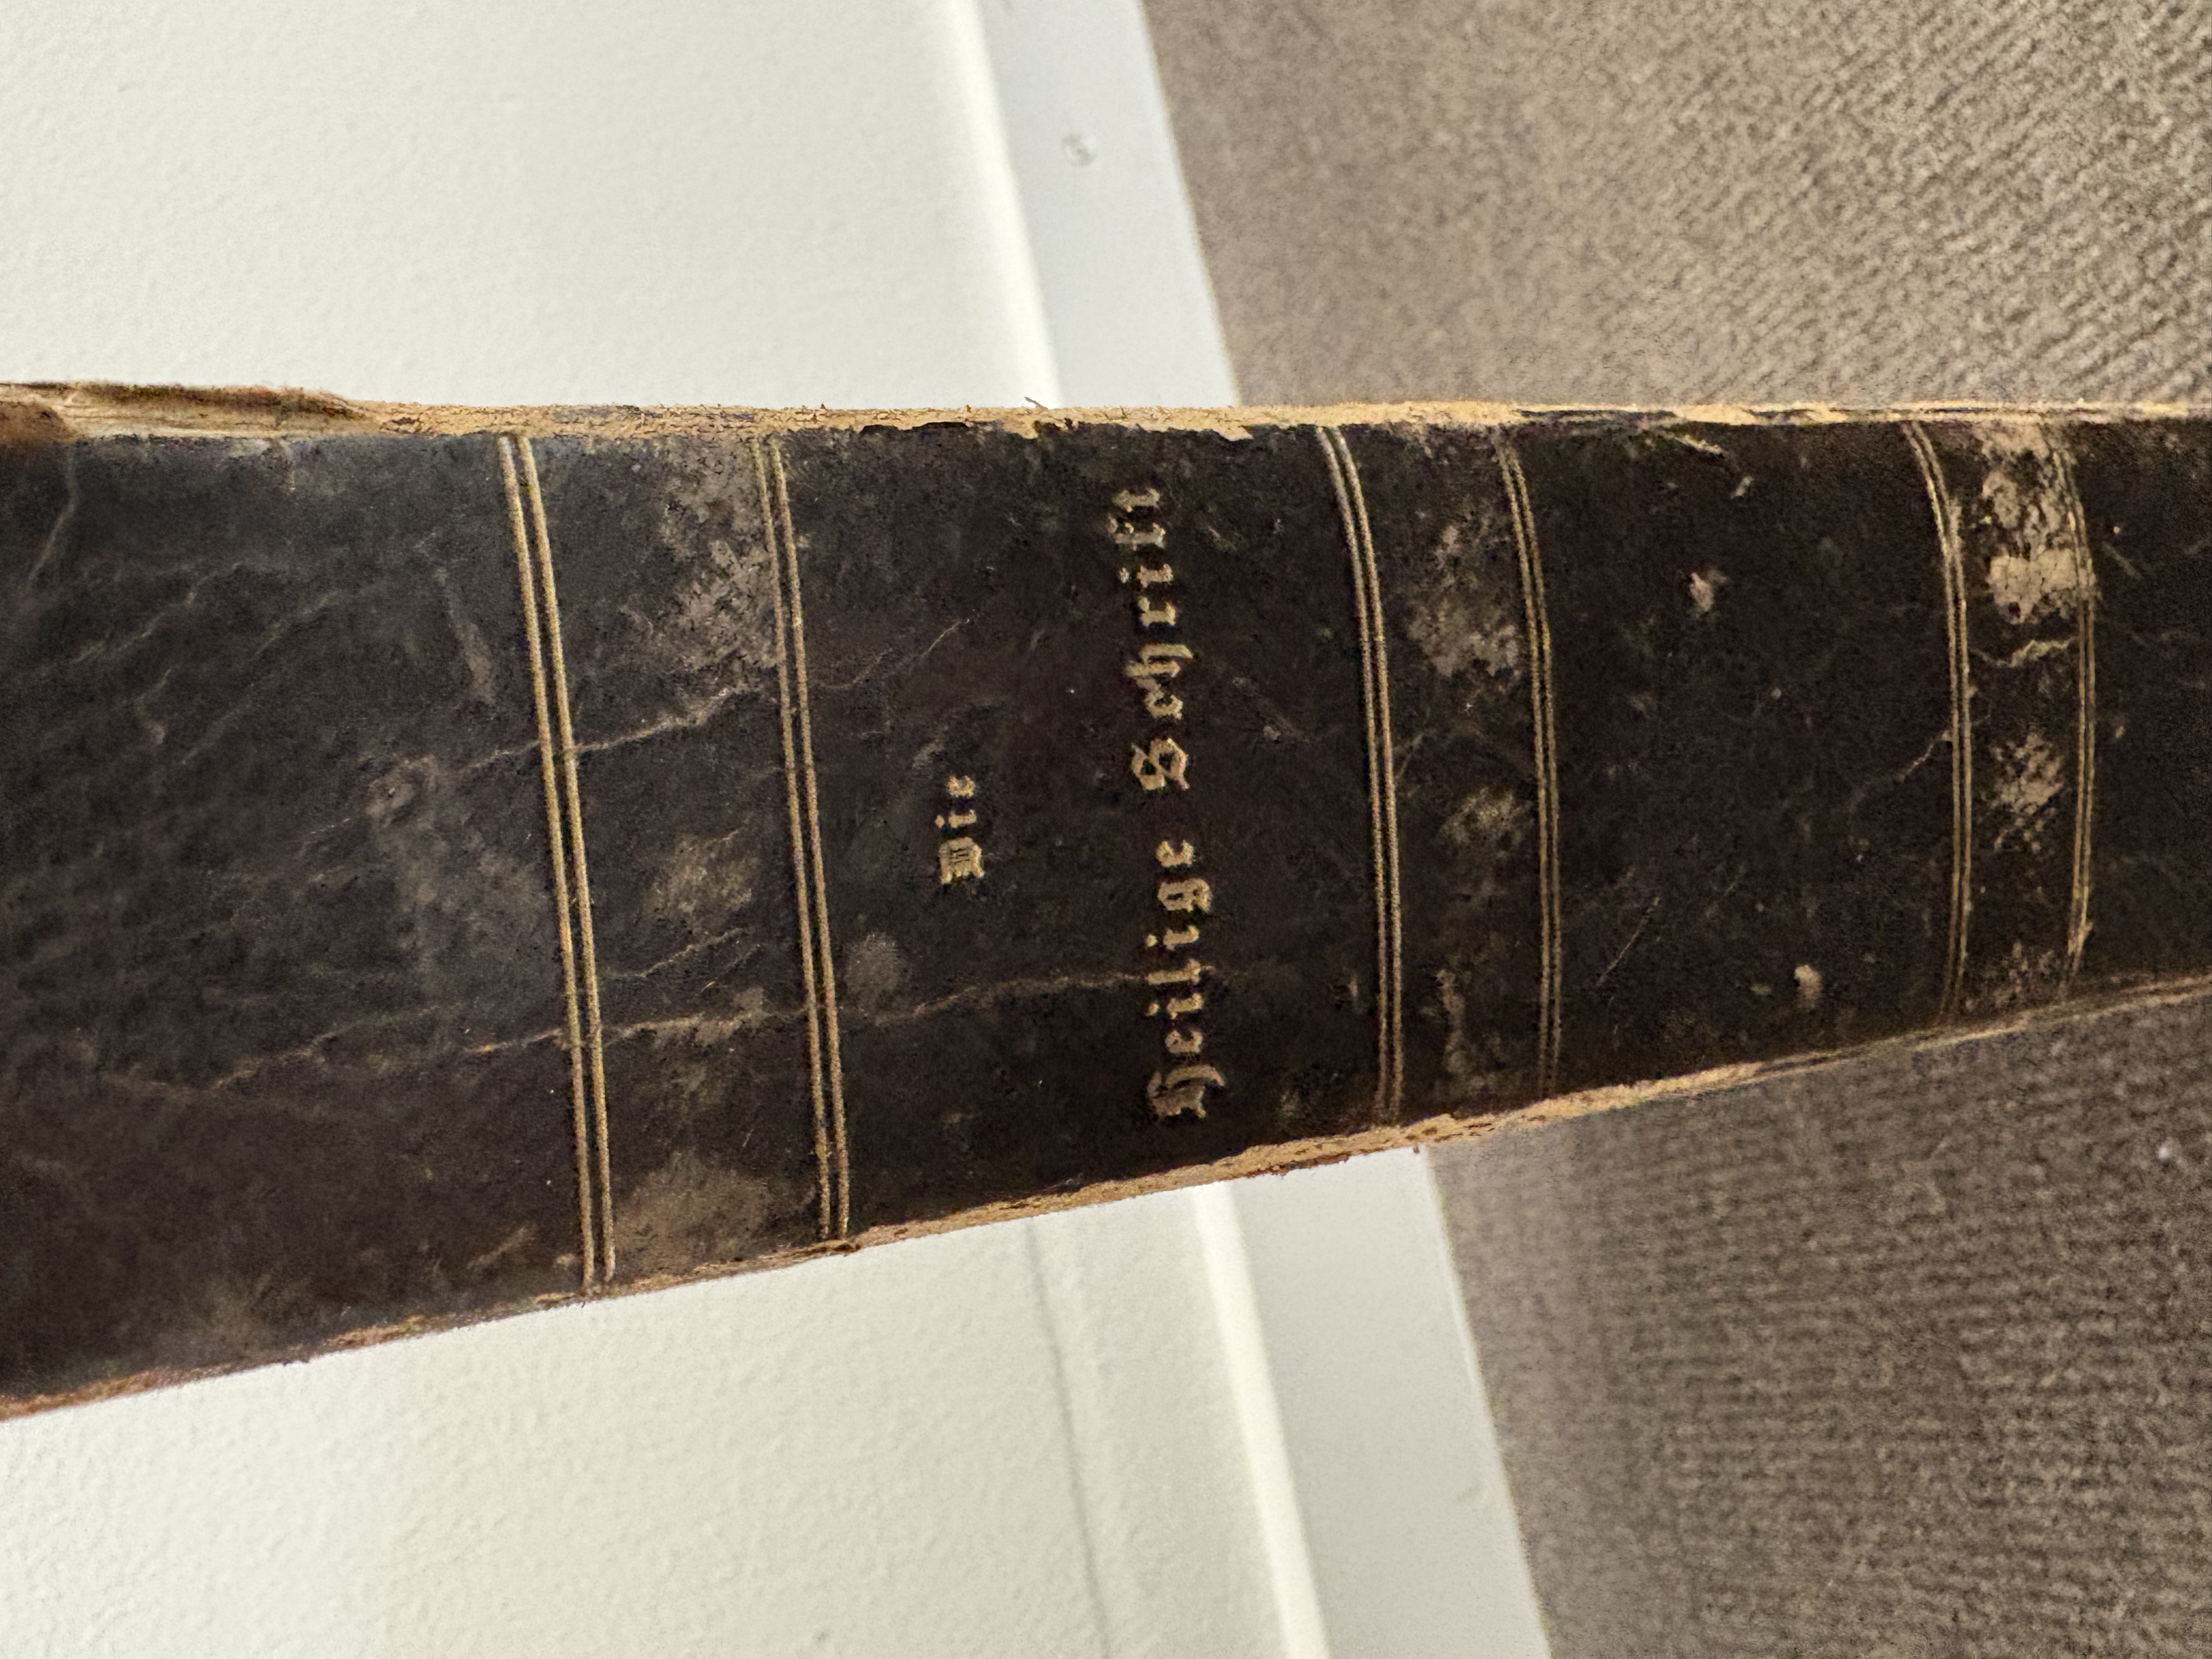 Die
Heilige Schrift